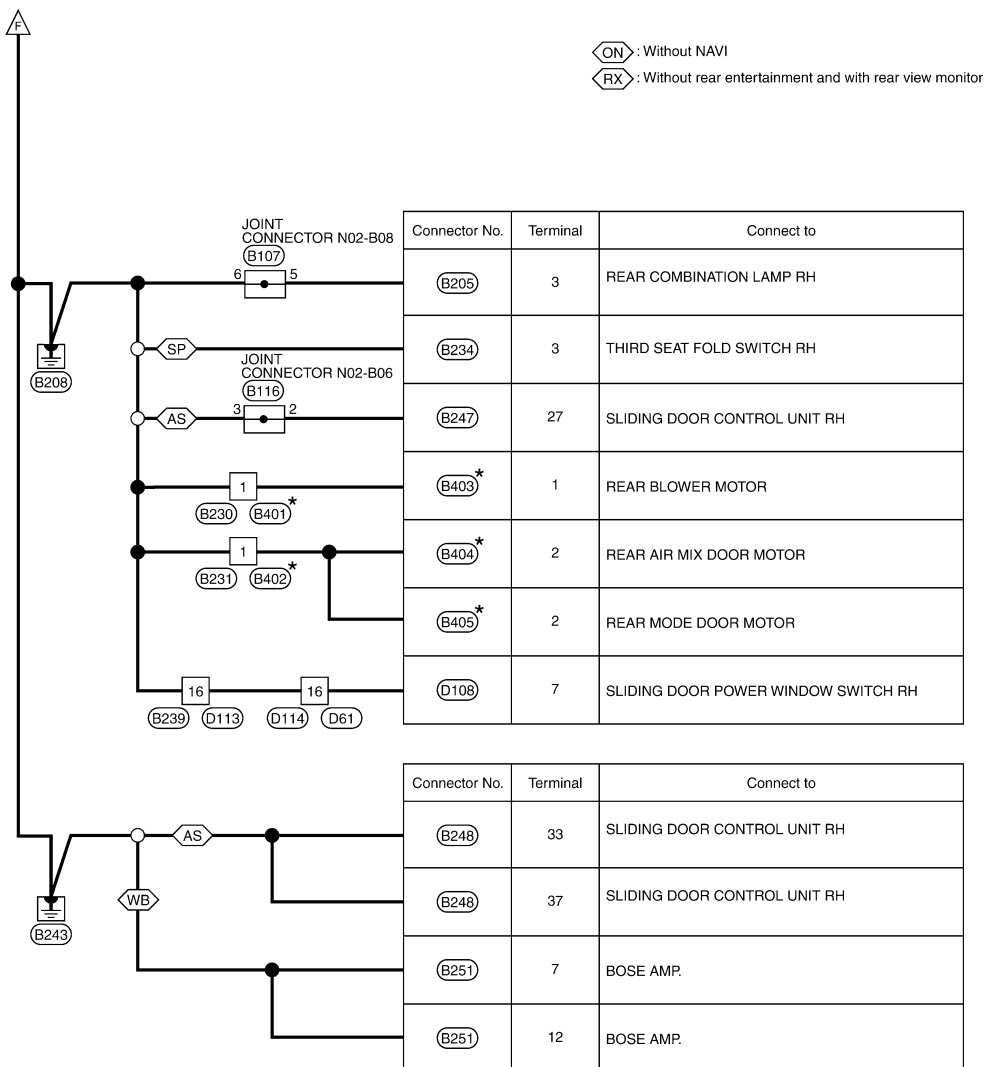 F
ON : Without NAVI
RX : Without rear entertainment and with rear view monitor
JOINT
CONNECTOR N02-B08
B107
6 5
SP
JOINT
CONNECTOR N02-B06
B116
AS 3 2
B208
1
B230 B401*
1
B231 B402*
16 16
B239 D113 D114 D61
Connector No. Terminal Connect to
B205 3 REAR COMBINATION LAMP RH
B234 3 THIRD SEAT FOLD SWITCH RH
B247 27 SLIDING DOOR CONTROL UNIT RH
B403* 1 REAR BLOWER MOTOR
B404* 2 REAR AIR MIX DOOR MOTOR
B405* 2 REAR MODE DOOR MOTOR
D108 7 SLIDING DOOR POWER WINDOW SWITCH RH
AS
WB
B243
Connector No. Terminal Connect to
B248 33 SLIDING DOOR CONTROL UNIT RH
B248 37 SLIDING DOOR CONTROL UNIT RH
B251 7 BOSE AMP.
B251 12 BOSE AMP.